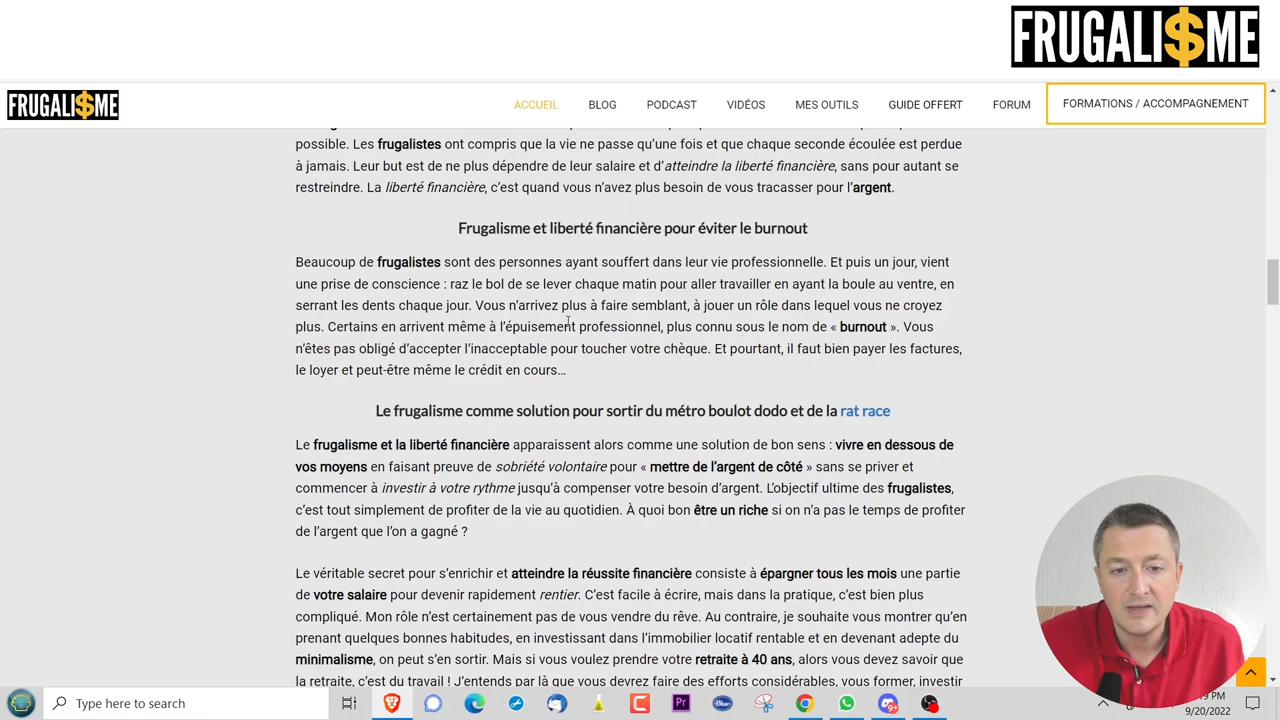 FRUGALI$ME
FRUGALI$ME ACCUEIL BLOG PODCAST VIDÉOS MES OUTILS GUIDE OFFERT FORUM FORMATIONS / ACCOMPAGNEMENT
possible. Les frugalistes ont compris que la vie ne passe qu’une fois et que chaque seconde écoulée est perdue
à jamais. Leur but est de ne plus dépendre de leur salaire et d’atteindre la liberté financière, sans pour autant se
restreindre. La liberté financière, c’est quand vous n’avez plus besoin de vous tracasser pour l’argent.
Frugalisme et liberté financière pour éviter le burnout
Beaucoup de frugalistes sont des personnes ayant souffert dans leur vie professionnelle. Et puis un jour, vient
une prise de conscience : raz le bol de se lever chaque matin pour aller travailler en ayant la boule au ventre, en
serrant les dents chaque jour. Vous n’arrivez plus à faire semblant, à jouer un rôle dans lequel vous ne croyez
plus. Certains en arrivent même à l’épuisement professionnel, plus connu sous le nom de « burnout ». Vous
n’êtes pas obligé d’accepter l’inacceptable pour toucher votre chèque. Et pourtant, il faut bien payer les factures,
le loyer et peut-être même le crédit en cours…
Le frugalisme comme solution pour sortir du métro boulot dodo et de la rat race
Le frugalisme et la liberté financière apparaissent alors comme une solution de bon sens : vivre en dessous de
vos moyens en faisant preuve de sobriété volontaire pour « mettre de l’argent de côté » sans se priver et
commencer à investir à votre rythme jusqu’à compenser votre besoin d’argent. L’objectif ultime des frugalistes,
c’est tout simplement de profiter de la vie au quotidien. À quoi bon être un riche si on n’a pas le temps de profiter
de l’argent que l’on a gagné ?
Le véritable secret pour s’enrichir et atteindre la réussite financière consiste à épargner tous les mois une partie
de votre salaire pour devenir rapidement rentier. C’est facile à écrire, mais dans la pratique, c’est bien plus
compliqué. Mon rôle n’est certainement pas de vous vendre du rêve. Au contraire, je souhaite vous montrer qu’en
prenant quelques bonnes habitudes, en investissant dans l’immobilier locatif rentable et en devenant adepte du
minimalisme, on peut s’en sortir. Mais si vous voulez prendre votre retraite à 40 ans, alors vous devez savoir que
la retraite, c’est du travail ! J’entends par là que vous devrez faire des efforts considérables, vous former, investir
Type here to search
PM
9/20/2022